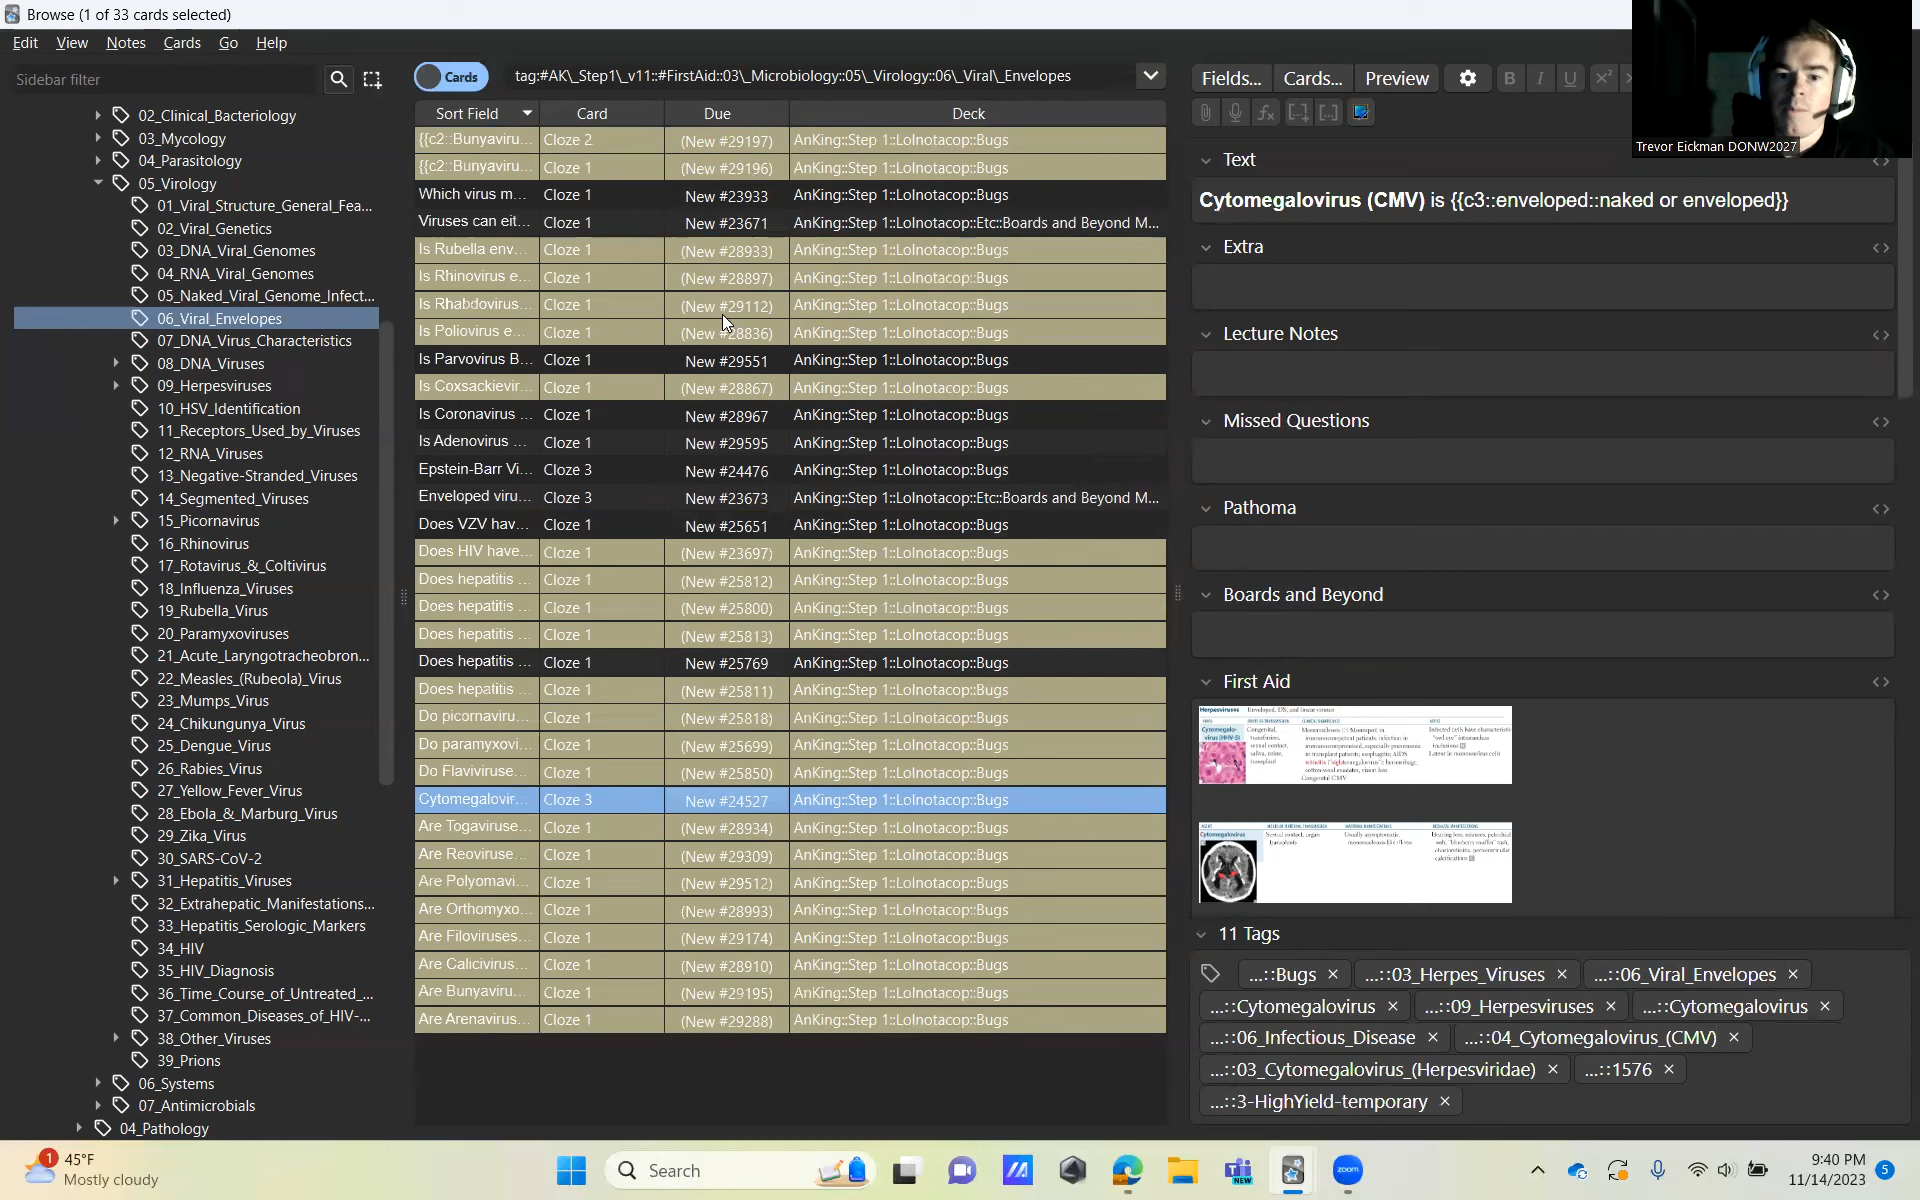 Browse (1 of 33 cards selected)
Edit View Notes Cards Go Help
Trevor Eickman DONW2027
Sidebar filter
Cards
tag:#AK\_Step1\_v11::#FirstAid::03\_Microbiology::05\_Virology::06\_Viral\_Envelopes
Fields... Cards... Preview B I U
02_Clinical_Bacteriology
03_Mycology
04_Parasitology
05_Virology
01_Viral_Structure_General_Fea...
02_Viral_Genetics
03_DNA_Viral_Genomes
04_RNA_Viral_Genomes
05_Naked_Viral_Genome_Infect...
06_Viral_Envelopes
07_DNA_Virus_Characteristics
08_DNA_Viruses
09_Herpesviruses
10_HSV_Identification
11_Receptors_Used_by_Viruses
12_RNA_Viruses
13_Negative-Stranded_Viruses
14_Segmented_Viruses
15_Picornavirus
16_Rhinovirus
17_Rotavirus_&_Coltivirus
18_Influenza_Viruses
19_Rubella_Virus
20_Paramyxoviruses
21_Acute_Laryngotracheobron...
22_Measles_(Rubeola)_Virus
23_Mumps_Virus
24_Chikungunya_Virus
25_Dengue_Virus
26_Rabies_Virus
27_Yellow_Fever_Virus
28_Ebola_&_Marburg_Virus
29_Zika_Virus
30_SARS-CoV-2
31_Hepatitis_Viruses
32_Extrahepatic_Manifestations...
33_Hepatitis_Serologic_Markers
34_HIV
35_HIV_Diagnosis
36_Time_Course_of_Untreated_...
37_Common_Diseases_of_HIV-...
38_Other_Viruses
39_Prions
06_Systems
07_Antimicrobials
04_Pathology
Sort Field Card Due Deck
{{c2::Bunyaviru... Cloze 2 (New #29197) AnKing::Step 1::Lolnotacop::Bugs
{{c2::Bunyaviru... Cloze 1 (New #29196) AnKing::Step 1::Lolnotacop::Bugs
Which virus m... Cloze 1 New #23933 AnKing::Step 1::Lolnotacop::Bugs
Viruses can eit... Cloze 1 New #23671 AnKing::Step 1::Lolnotacop::Etc::Boards and Beyond M...
Is Rubella env... Cloze 1 (New #28933) AnKing::Step 1::Lolnotacop::Bugs
Is Rhinovirus e... Cloze 1 (New #28897) AnKing::Step 1::Lolnotacop::Bugs
Is Rhabdovirus... Cloze 1 (New #29112) AnKing::Step 1::Lolnotacop::Bugs
Is Poliovirus e... Cloze 1 (New #28836) AnKing::Step 1::Lolnotacop::Bugs
Is Parvovirus B... Cloze 1 New #29551 AnKing::Step 1::Lolnotacop::Bugs
Is Coxsackievir... Cloze 1 (New #28867) AnKing::Step 1::Lolnotacop::Bugs
Is Coronavirus ... Cloze 1 New #28967 AnKing::Step 1::Lolnotacop::Bugs
Is Adenovirus ... Cloze 1 New #29595 AnKing::Step 1::Lolnotacop::Bugs
Epstein-Barr Vi... Cloze 3 New #24476 AnKing::Step 1::Lolnotacop::Bugs
Enveloped viru... Cloze 3 New #23673 AnKing::Step 1::Lolnotacop::Etc::Boards and Beyond M...
Does VZV hav... Cloze 1 New #25651 AnKing::Step 1::Lolnotacop::Bugs
Does HIV have... Cloze 1 (New #23697) AnKing::Step 1::Lolnotacop::Bugs
Does hepatitis ... Cloze 1 (New #25812) AnKing::Step 1::Lolnotacop::Bugs
Does hepatitis ... Cloze 1 (New #25800) AnKing::Step 1::Lolnotacop::Bugs
Does hepatitis ... Cloze 1 (New #25813) AnKing::Step 1::Lolnotacop::Bugs
Does hepatitis ... Cloze 1 New #25769 AnKing::Step 1::Lolnotacop::Bugs
Does hepatitis ... Cloze 1 (New #25811) AnKing::Step 1::Lolnotacop::Bugs
Do picornaviru... Cloze 1 (New #25818) AnKing::Step 1::Lolnotacop::Bugs
Do paramyxovi... Cloze 1 (New #25699) AnKing::Step 1::Lolnotacop::Bugs
Do Flaviviruse... Cloze 1 (New #25850) AnKing::Step 1::Lolnotacop::Bugs
Cytomegalovir... Cloze 3 New #24527 AnKing::Step 1::Lolnotacop::Bugs
Are Togaviruse... Cloze 1 (New #28934) AnKing::Step 1::Lolnotacop::Bugs
Are Reoviruse... Cloze 1 (New #29309) AnKing::Step 1::Lolnotacop::Bugs
Are Polyomavi... Cloze 1 (New #29512) AnKing::Step 1::Lolnotacop::Bugs
Are Orthomyxo... Cloze 1 (New #28993) AnKing::Step 1::Lolnotacop::Bugs
Are Filoviruses... Cloze 1 (New #29174) AnKing::Step 1::Lolnotacop::Bugs
Are Calicivirus... Cloze 1 (New #28910) AnKing::Step 1::Lolnotacop::Bugs
Are Bunyaviru... Cloze 1 (New #29195) AnKing::Step 1::Lolnotacop::Bugs
Are Arenavirus... Cloze 1 (New #29288) AnKing::Step 1::Lolnotacop::Bugs
Text
Cytomegalovirus (CMV) is {{c3::enveloped::naked or enveloped}}
Extra
Lecture Notes
Missed Questions
Pathoma
Boards and Beyond
First Aid
Herpesviruses Enveloped, DS, and linear viruses
11 Tags
...::Bugs ...::03_Herpes_Viruses ...::06_Viral_Envelopes
...::Cytomegalovirus ...::09_Herpesviruses ...::Cytomegalovirus
...::06_Infectious_Disease ...::04_Cytomegalovirus_(CMV)
...::03_Cytomegalovirus_(Herpesviridae) ...::1576
...::3-HighYield-temporary
1
45°F
Mostly cloudy
Search
NEW
zoom
9:40 PM
11/14/2023
5